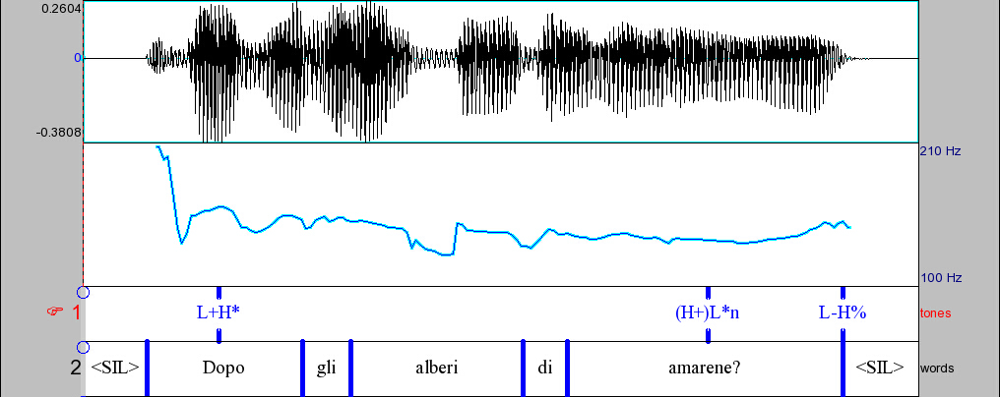 0.2604
0
-0.3808
210 Hz
100 Hz
☞ 1 L+H* (H+)L*n L-H% tones
2 <SIL> Dopo gli alberi di amarene? <SIL> words